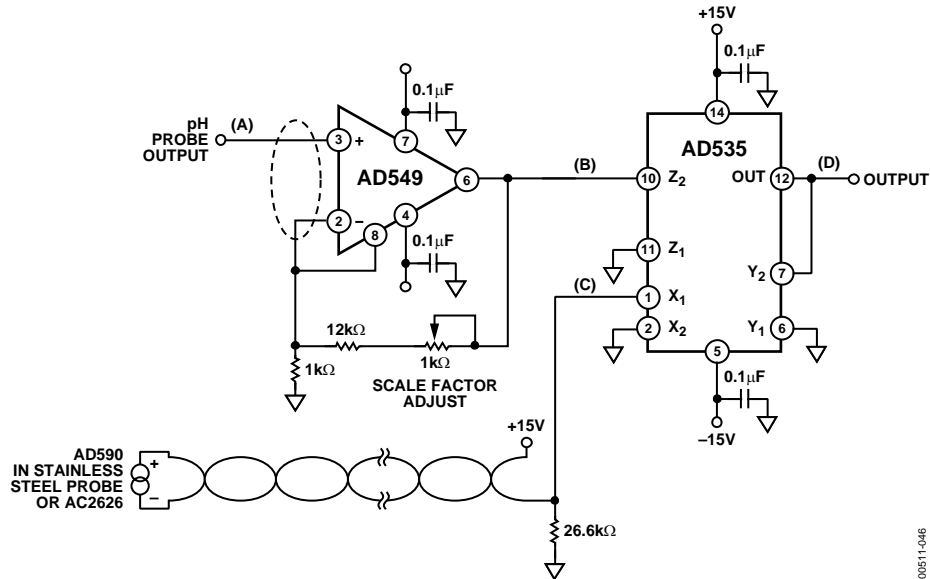 +15V
0.1µF
0.1µF
pH
PROBE
OUTPUT
(A)
3
+
7
14
AD549
AD535
6
(B)
10
Z2
OUT
12
(D)
OUTPUT
2
–
4
8
0.1µF
11
Z1
Y2
7
(C)
1
X1
2
X2
Y1
6
12kΩ
1kΩ
1kΩ
SCALE FACTOR
ADJUST
5
0.1µF
–15V
+15V
AD590
IN STAINLESS
STEEL PROBE
OR AC2626
+
–
26.6kΩ
00511-046